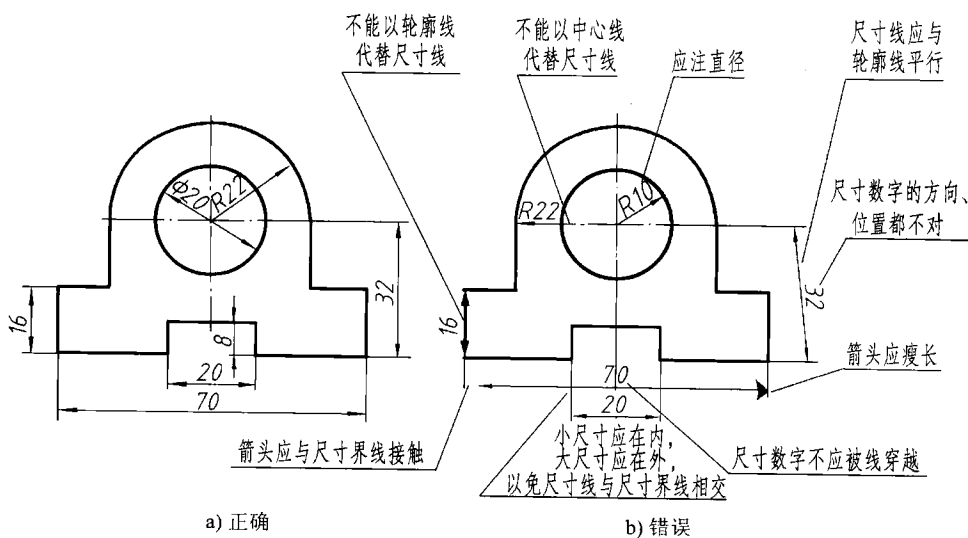 不能以轮廓线
代替尺寸线
不能以中心线
代替尺寸线
应注直径
尺寸线应与
轮廓线平行
尺寸数字的方向、
位置都不对
Φ20
R22
16
32
8
20
70
R22
R10
16
32
70
20
箭头应瘦长
箭头应与尺寸界线接触
小尺寸应在内，
大尺寸应在外，
以免尺寸线与尺寸界线相交
尺寸数字不应被线穿越
a) 正确
b) 错误